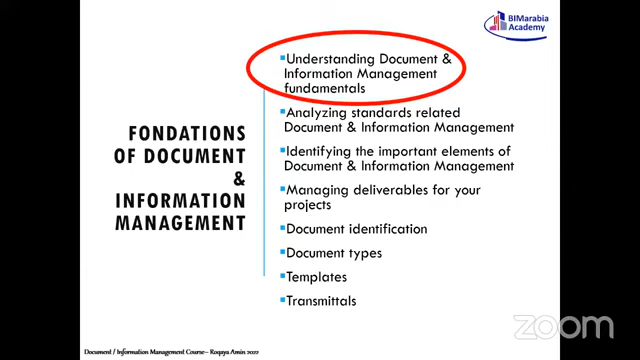 BIMarabia
Academy
FONDATIONS
OF DOCUMENT
&
INFORMATION
MANAGEMENT
Understanding Document &
Information Management
fundamentals
Analyzing standards related
Document & Information Management
Identifying the important elements of
Document & Information Management
Managing deliverables for your
projects
Document identification
Document types
Templates
Transmittals
Document / Information Management Course– Roqaya Amin 2022
zoom